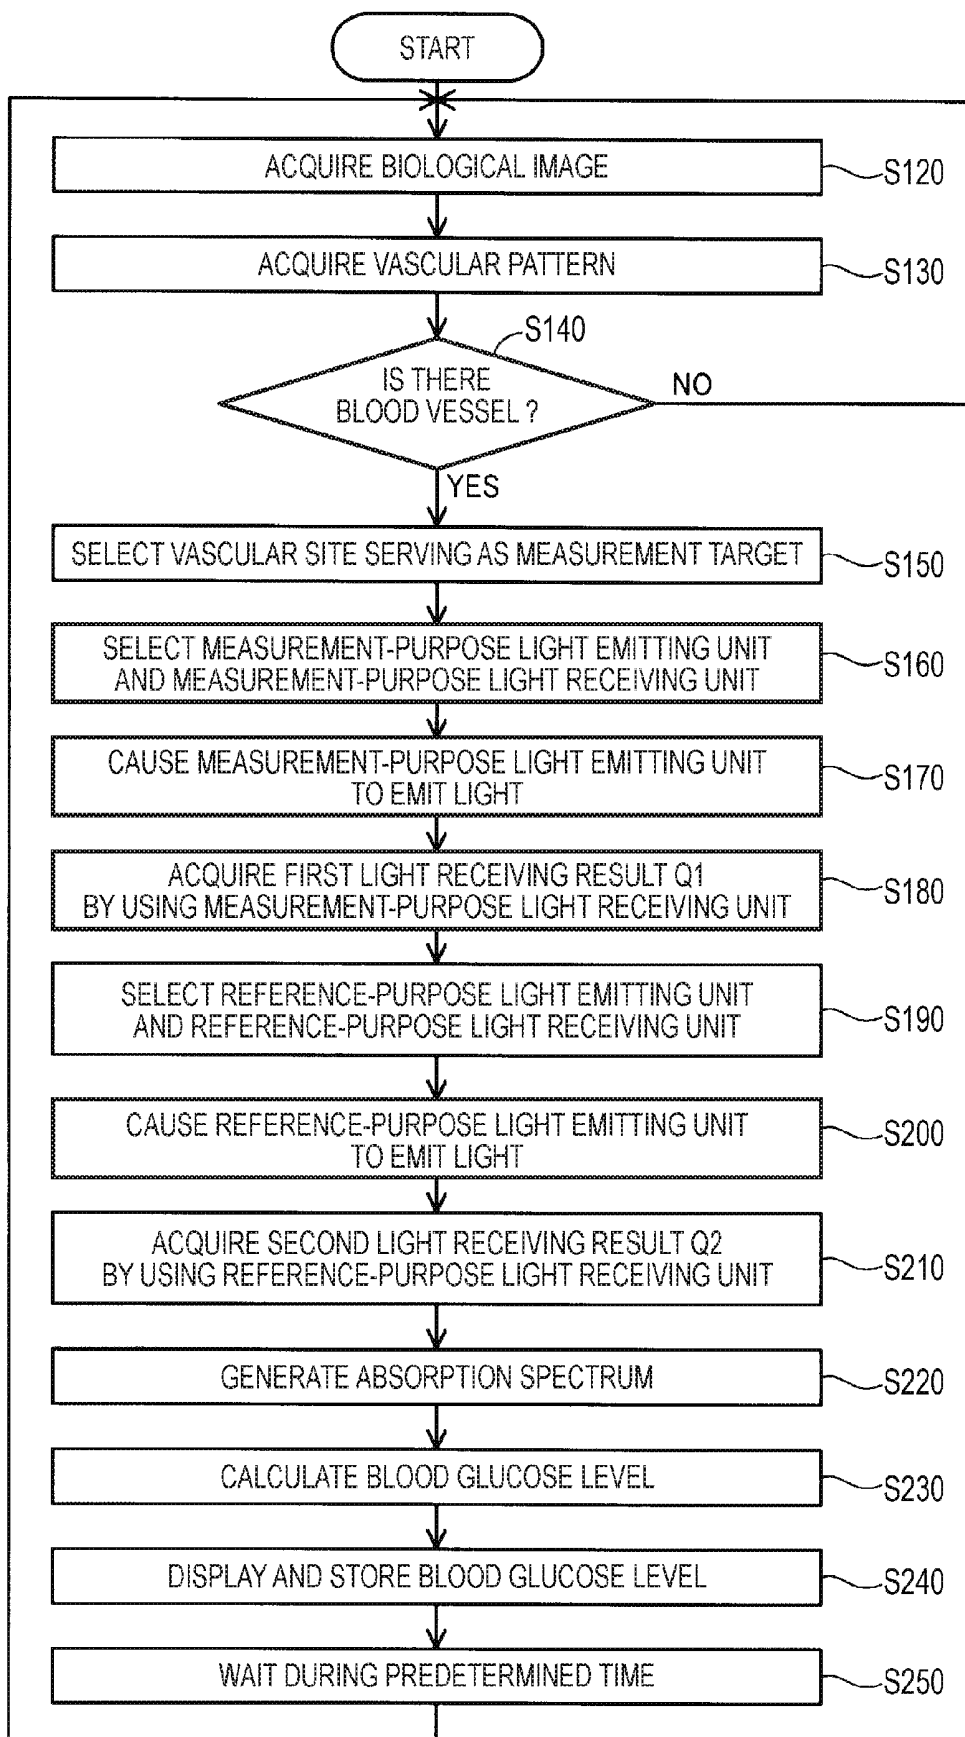 START
ACQUIRE BIOLOGICAL IMAGE
S120
ACQUIRE VASCULAR PATTERN
S130
S140
IS THERE
BLOOD VESSEL ?
NO
YES
SELECT VASCULAR SITE SERVING AS MEASUREMENT TARGET
S150
SELECT MEASUREMENT-PURPOSE LIGHT EMITTING UNIT
AND MEASUREMENT-PURPOSE LIGHT RECEIVING UNIT
S160
CAUSE MEASUREMENT-PURPOSE LIGHT EMITTING UNIT
TO EMIT LIGHT
S170
ACQUIRE FIRST LIGHT RECEIVING RESULT Q1
BY USING MEASUREMENT-PURPOSE LIGHT RECEIVING UNIT
S180
SELECT REFERENCE-PURPOSE LIGHT EMITTING UNIT
AND REFERENCE-PURPOSE LIGHT RECEIVING UNIT
S190
CAUSE REFERENCE-PURPOSE LIGHT EMITTING UNIT
TO EMIT LIGHT
S200
ACQUIRE SECOND LIGHT RECEIVING RESULT Q2
BY USING REFERENCE-PURPOSE LIGHT RECEIVING UNIT
S210
GENERATE ABSORPTION SPECTRUM
S220
CALCULATE BLOOD GLUCOSE LEVEL
S230
DISPLAY AND STORE BLOOD GLUCOSE LEVEL
S240
WAIT DURING PREDETERMINED TIME
S250